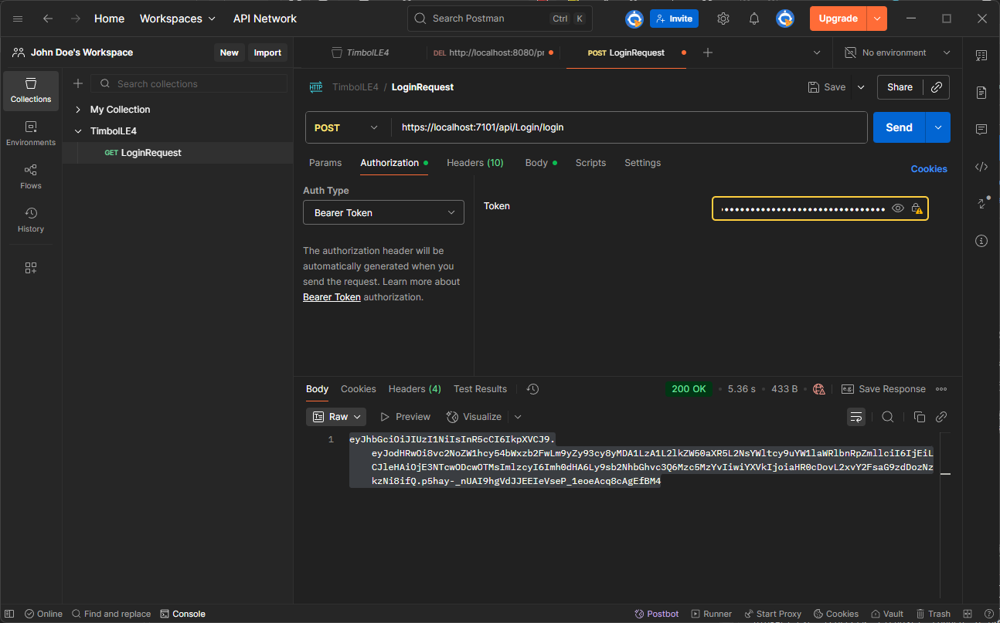 Home
Workspaces
API Network
Search Postman
Ctrl K
Invite
Upgrade
John Doe's Workspace
New
Import
TimbolLE4
DEL http://localhost:8080/pr
POST LoginRequest
No environment
Collections
Environments
Flows
History
Search collections
My Collection
TimbolLE4
GET LoginRequest
HTTP
TimbolLE4 / LoginRequest
Save
Share
POST
https://localhost:7101/api/Login/login
Send
Params
Authorization
Headers (10)
Body
Scripts
Settings
Cookies
Auth Type
Bearer Token
The authorization header will be
automatically generated when you
send the request. Learn more about
Bearer Token authorization.
Token
Body
Cookies
Headers (4)
Test Results
200 OK
5.36 s
433 B
e.g.
Save Response
Raw
Preview
Visualize
1
eyJhbGciOiJIUzI1NiIsInR5cCI6IkpXVCJ9.
eyJodHRwOi8vc2NoZW1hcy54bWxzb2FwLm9yZy93cy8yMDA1LzA1L2lkZW50aXR5L2NsYWltcy9uYW1laWRlbnRpZmllciI6IjEiL
CJleHAiOjE3NTcwODcwOTMsImlzcyI6Imh0dHA6Ly9sb2NhbGhvc3Q6Mzc5MzYvIiwiYXVkIjoiaHR0cDovL2xvY2FsaG9zdDozNz
kzNi8ifQ.p5hay-_nUAI9hgVdJJEEIeVseP_1eoeAcq8cAgEfBM4
Online
Find and replace
Console
Postbot
Runner
Start Proxy
Cookies
Vault
Trash